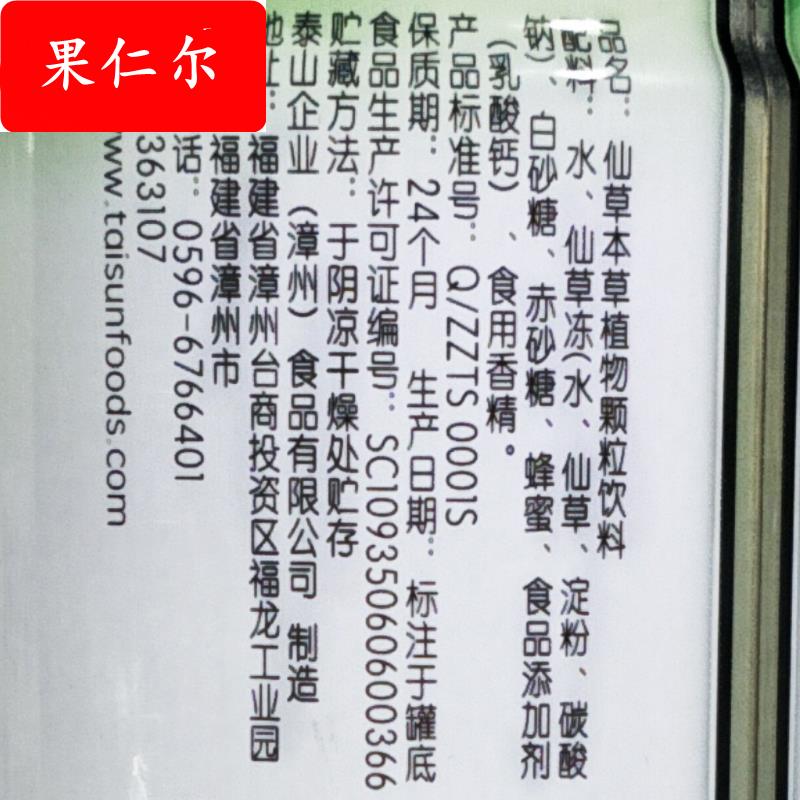 果仁尔
品名：仙草本草植物颗粒饮料
配料：水、仙草冻(水、仙草、淀粉、碳酸
钠)、白砂糖、赤砂糖、蜂蜜、食品添加剂
(乳酸钙)、食用香精。
产品标准号：Q/ZZTS 0001S
保质期：24个月 生产日期：标注于罐底
食品生产许可证编号：SC10935060600366
贮藏方法：于阴凉干燥处贮存
泰山企业（漳州）食品有限公司 制造
地址：福建省漳州台商投资区福龙工业园
福建省漳州市
话：0596-6766401
363107
www.taisunfoods.com